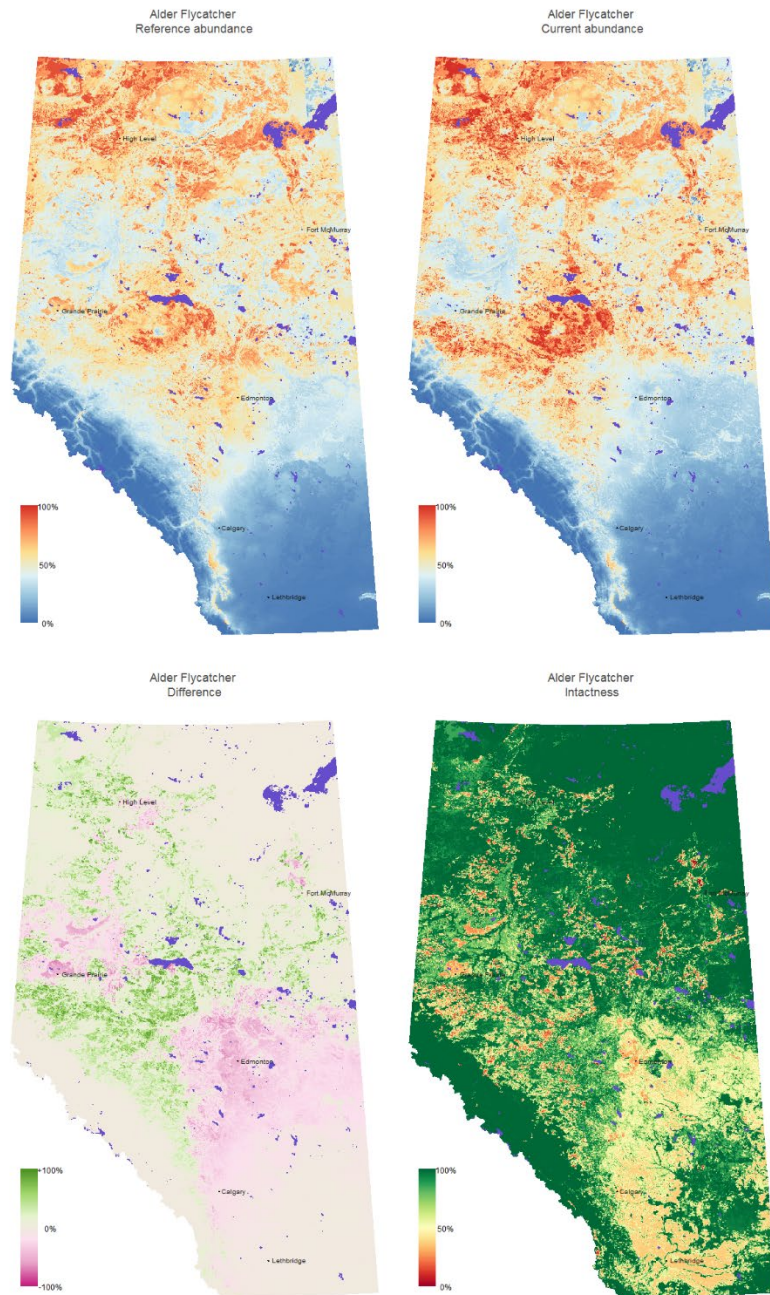 Alder Flycatcher
Reference abundance
High Level
Fort McMurray
Grande Prairie
Edmonton
100%
Calgary
50%
Lethbridge
0%
Alder Flycatcher
Current abundance
High Level
Fort McMurray
Grande Prairie
Edmonton
100%
Calgary
50%
Lethbridge
0%
Alder Flycatcher
Difference
High Level
Fort McMurray
Grande Prairie
Edmonton
+100%
Calgary
0%
Lethbridge
-100%
Alder Flycatcher
Intactness
Edmonton
100%
Calgary
50%
Lethbridge
0%